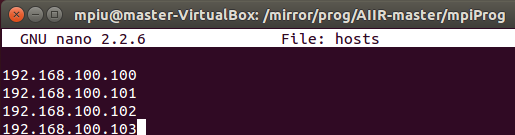 mpiu@master-VirtualBox: /mirror/prog/AIIR-master/mpiProg
GNU nano 2.2.6 File: hosts
192.168.100.100
192.168.100.101
192.168.100.102
192.168.100.103